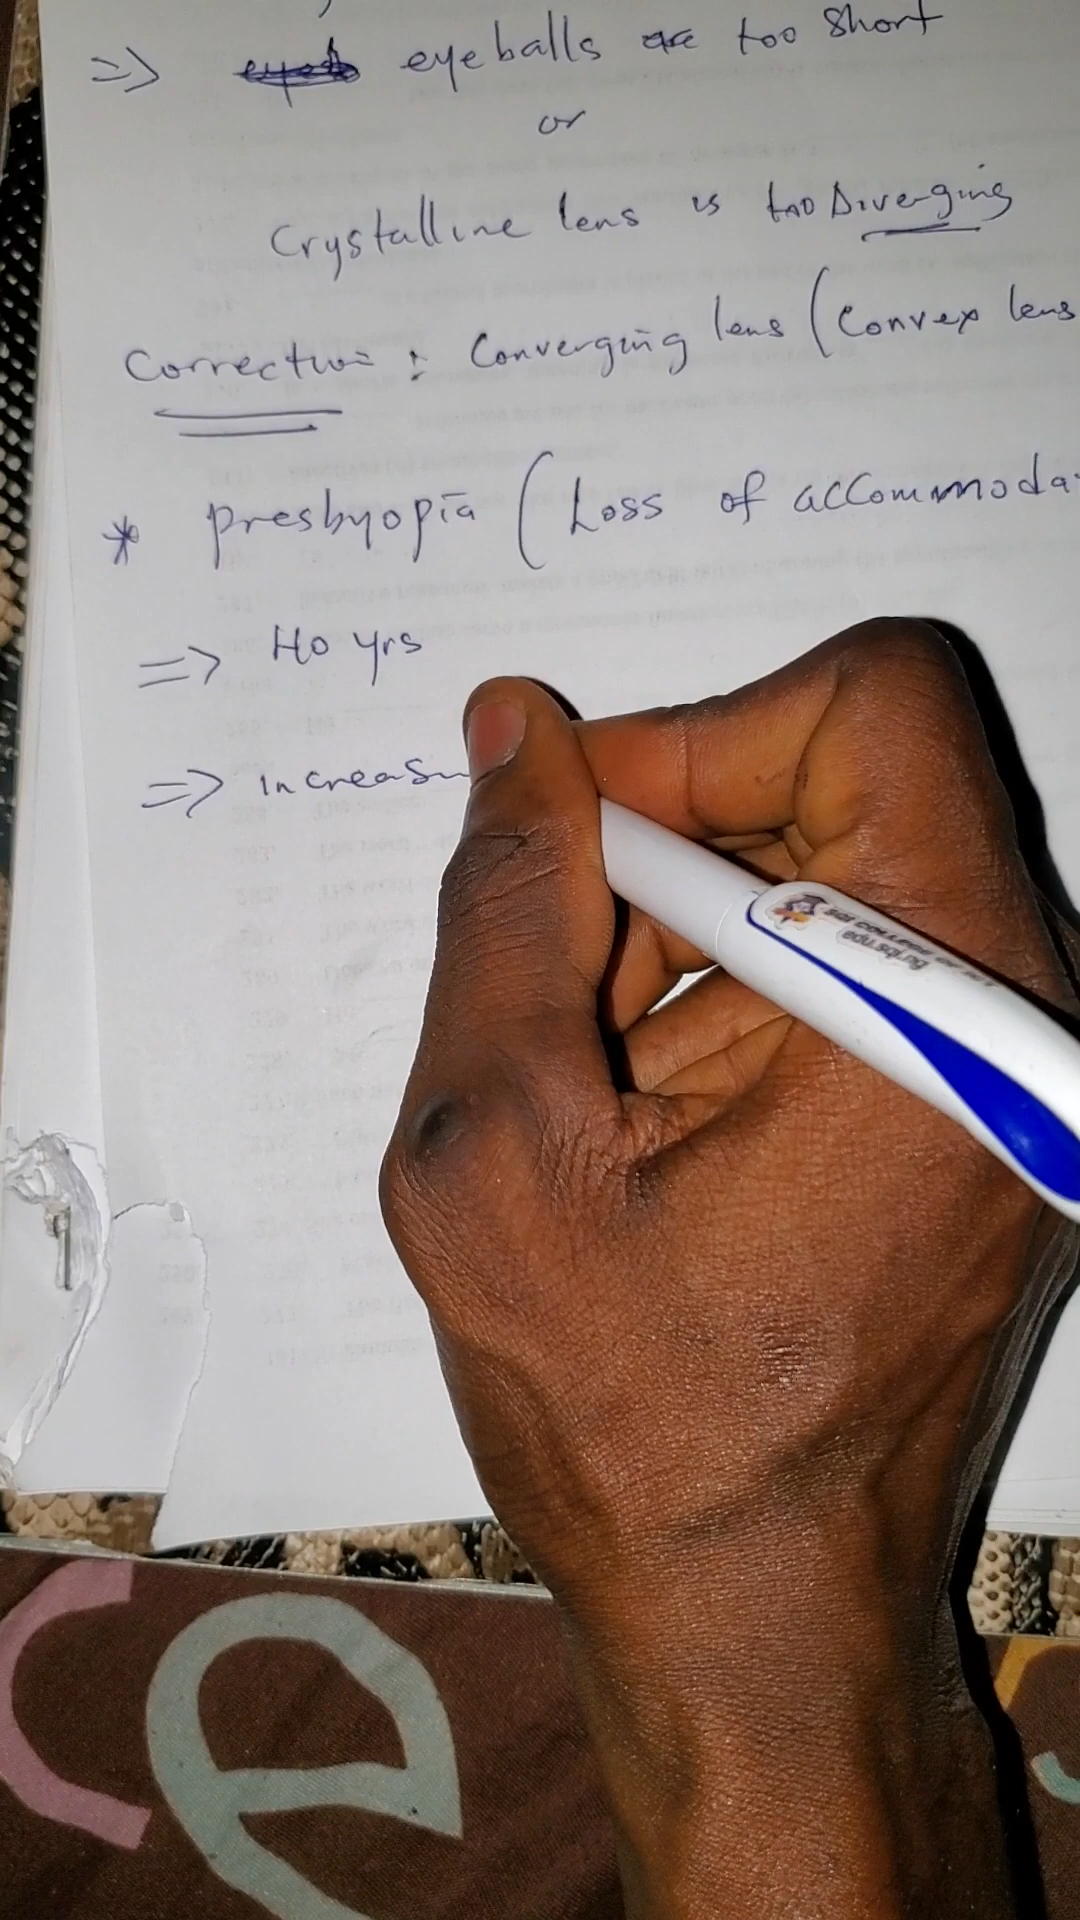 => eyeballs are too short
or
Crystalline lens is too Diverging
Correction : Converging lens (Convex lens
* Presbyopia (Loss of accommoda
=> 40 yrs
=> increasin